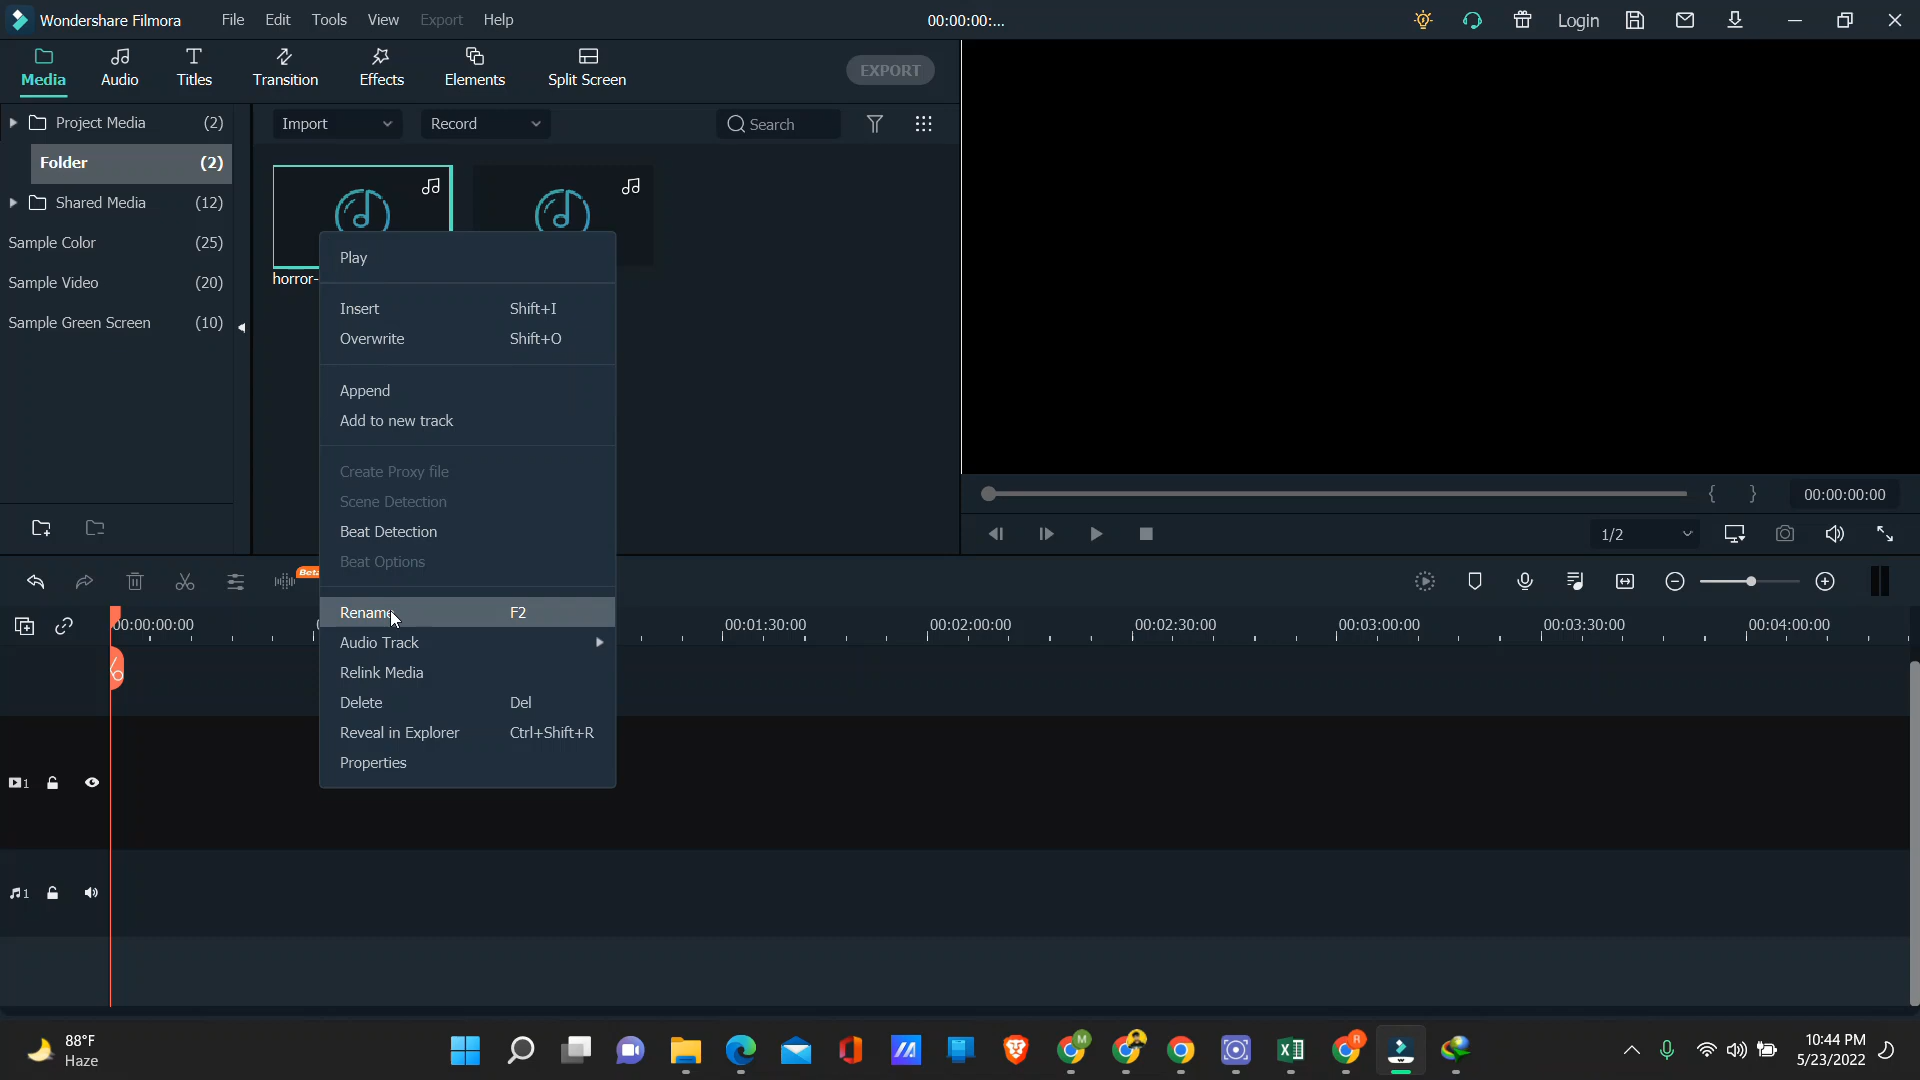 Wondershare Filmora File Edit Tools View Export Help 00:00:00:... Login
Media Audio Titles Transition Effects Elements Split Screen EXPORT
Project Media (2)
Folder (2)
Shared Media (12)
Sample Color (25)
Sample Video (20)
Sample Green Screen (10)
Import Record Search
horror-
Play
Insert Shift+I
Overwrite Shift+O
Append
Add to new track
Create Proxy file
Scene Detection
Beat Detection
Beat Options
Rename F2
Audio Track
Relink Media
Delete Del
Reveal in Explorer Ctrl+Shift+R
Properties
{ } 00:00:00:00
1/2
Beta
00:00:00:00 00:01:30:00 00:02:00:00 00:02:30:00 00:03:00:00 00:03:30:00 00:04:00:00
1
1
88°F
Haze
M
R
10:44 PM
5/23/2022